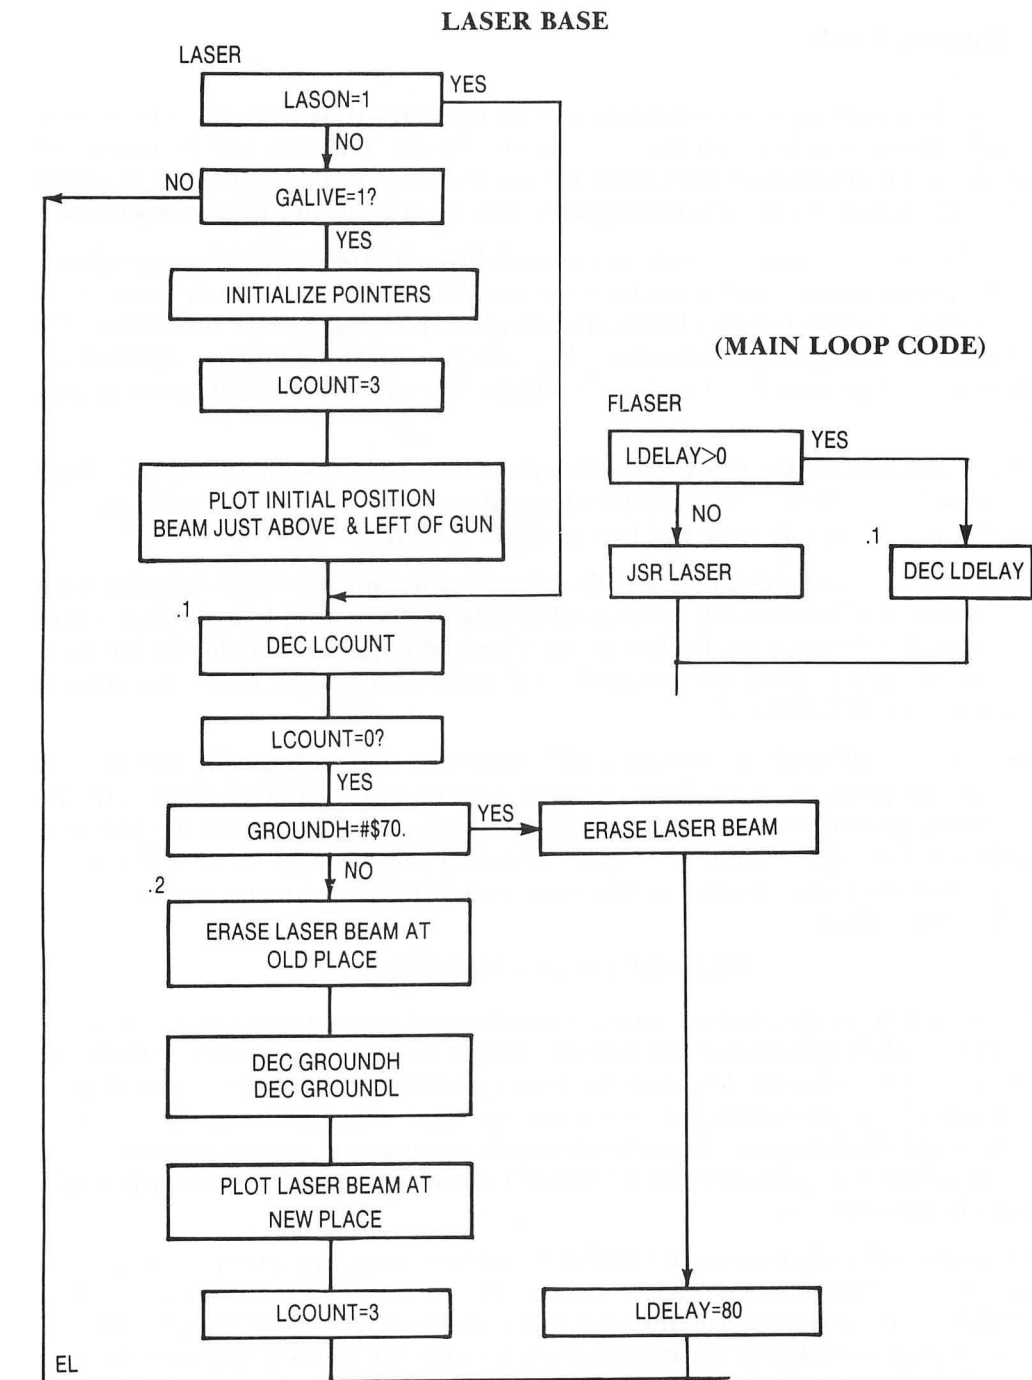 LASER BASE
LASER
LASON=1
YES
NO
NO
GALIVE=1?
YES
INITIALIZE POINTERS
LCOUNT=3
PLOT INITIAL POSITION
BEAM JUST ABOVE & LEFT OF GUN
.1
DEC LCOUNT
LCOUNT=0?
YES
GROUNDH=#$70.
YES
ERASE LASER BEAM
NO
.2
ERASE LASER BEAM AT
OLD PLACE
DEC GROUNDH
DEC GROUNDL
PLOT LASER BEAM AT
NEW PLACE
LCOUNT=3
LDELAY=80
EL
(MAIN LOOP CODE)
FLASER
LDELAY>0
YES
NO
JSR LASER
.1
DEC LDELAY